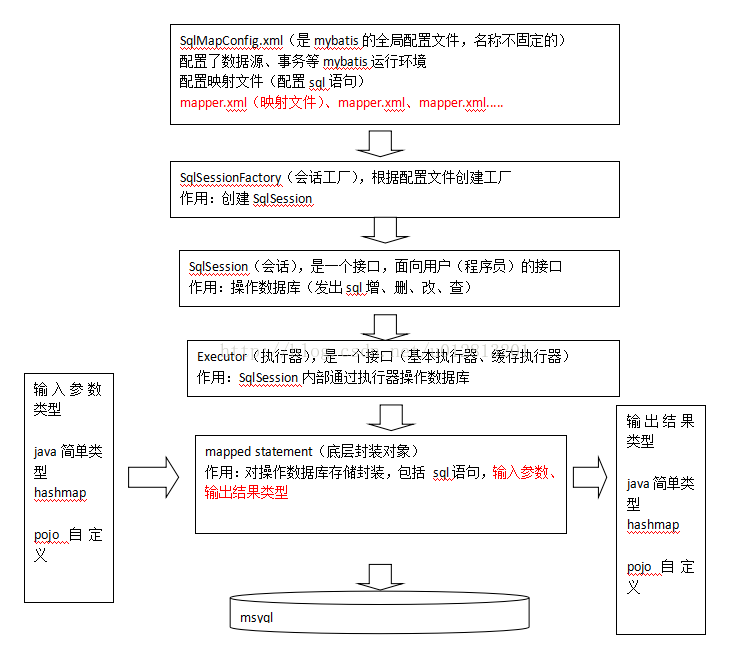 SqlMapConfig.xml（是 mybatis 的全局配置文件，名称不固定的）
配置了数据源、事务等 mybatis 运行环境
配置映射文件（配置 sql 语句）
mapper.xml（映射文件）、mapper.xml、mapper.xml.....
SqlSessionFactory（会话工厂），根据配置文件创建工厂
作用：创建 SqlSession
SqlSession（会话），是一个接口，面向用户（程序员）的接口
作用：操作数据库（发出 sql 增、删、改、查）
Executor（执行器），是一个接口（基本执行器、缓存执行器）
作用：SqlSession 内部通过执行器操作数据库
输入参数
类型
java 简单类
型
hashmap
pojo 自定
义
mapped statement（底层封装对象）
作用：对操作数据库存储封装，包括 sql 语句，输入参数、
输出结果类型
输出结果
类型
java 简单类
型
hashmap
pojo 自定
义
msyql